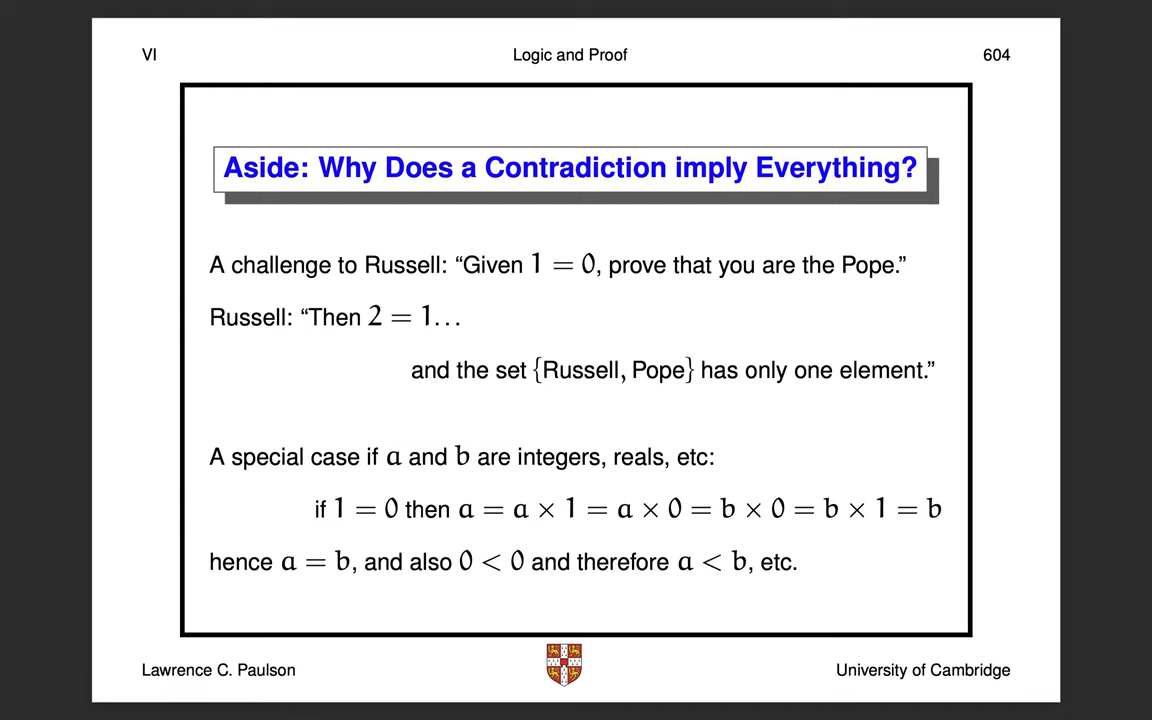 VI Logic and Proof 604
Aside: Why Does a Contradiction imply Everything?
A challenge to Russell: “Given 1 = 0, prove that you are the Pope.”
Russell: “Then 2 = 1…
and the set {Russell, Pope} has only one element.”
A special case if a and b are integers, reals, etc:
if 1 = 0 then a = a × 1 = a × 0 = b × 0 = b × 1 = b
hence a = b, and also 0 < 0 and therefore a < b, etc.
Lawrence C. Paulson University of Cambridge